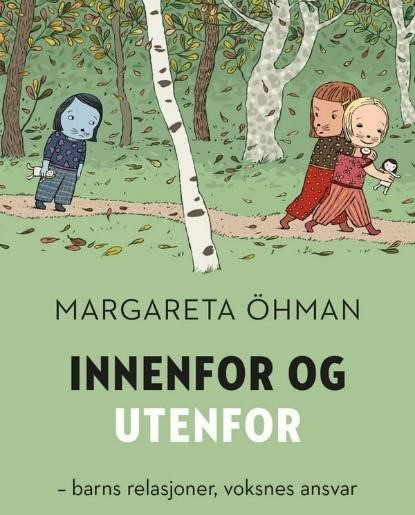 MARGARETA ÖHMAN
INNENFOR OG
UTENFOR
– barns relasjoner, voksnes ansvar